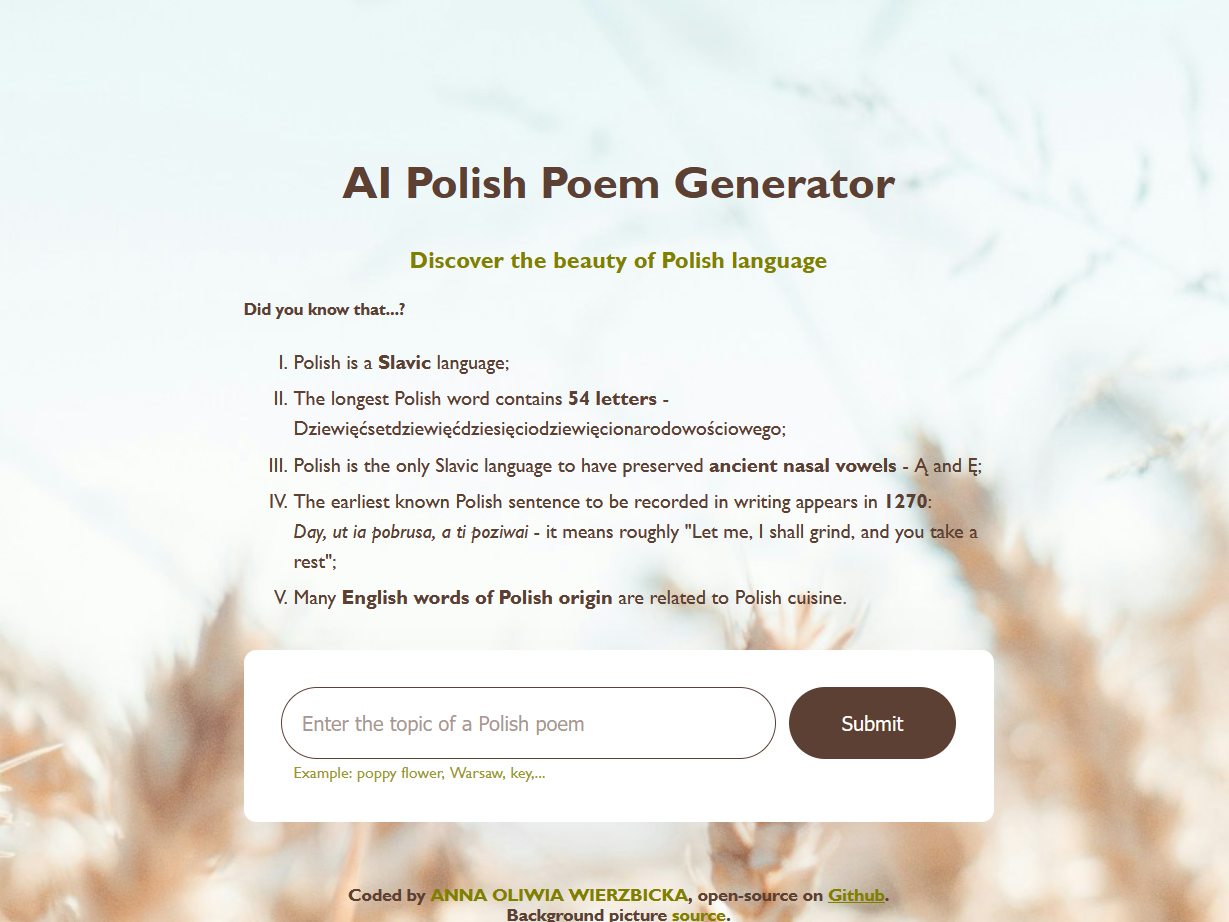 AI Polish Poem Generator
Discover the beauty of Polish language
Did you know that...?
I. Polish is a Slavic language;
II. The longest Polish word contains 54 letters -
Dziewięćsetdziewięćdziesięciodziewięcionarodowościowego;
III. Polish is the only Slavic language to have preserved ancient nasal vowels - Ą and Ę;
IV. The earliest known Polish sentence to be recorded in writing appears in 1270:
Day, ut ia pobrusa, a ti poziwai - it means roughly "Let me, I shall grind, and you take a
rest";
V. Many English words of Polish origin are related to Polish cuisine.
Enter the topic of a Polish poem
Submit
Example: poppy flower, Warsaw, key,...
Coded by ANNA OLIWIA WIERZBICKA, open-source on Github.
Background picture source.